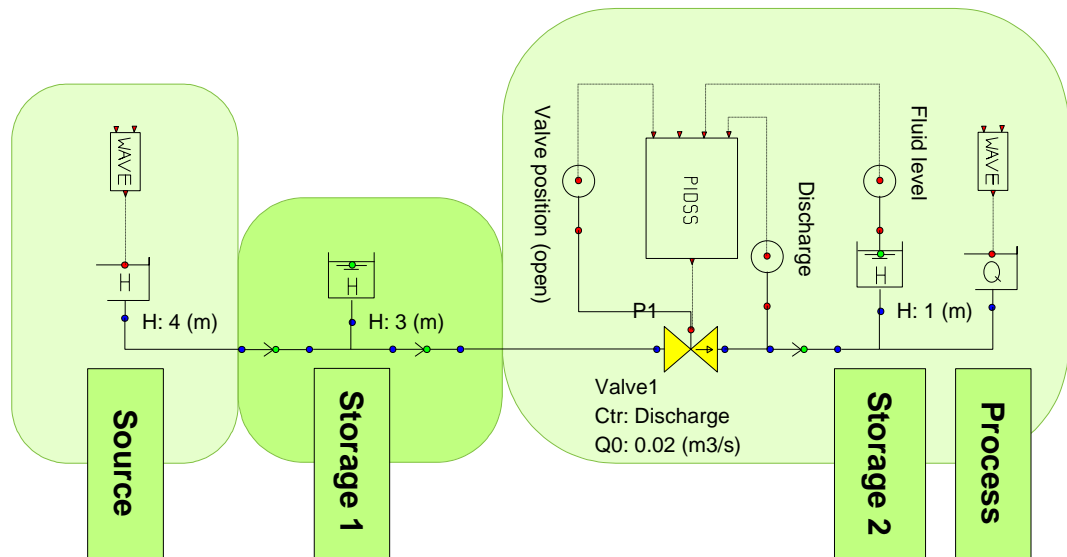 WAVE
H
H: 4 (m)
Source
H
H: 3 (m)
Storage 1
Valve position (open)
PIDSS
Discharge
Fluid level
WAVE
H
Q
P1
H: 1 (m)
Valve1
Ctr: Discharge
Q0: 0.02 (m3/s)
Storage 2
Process